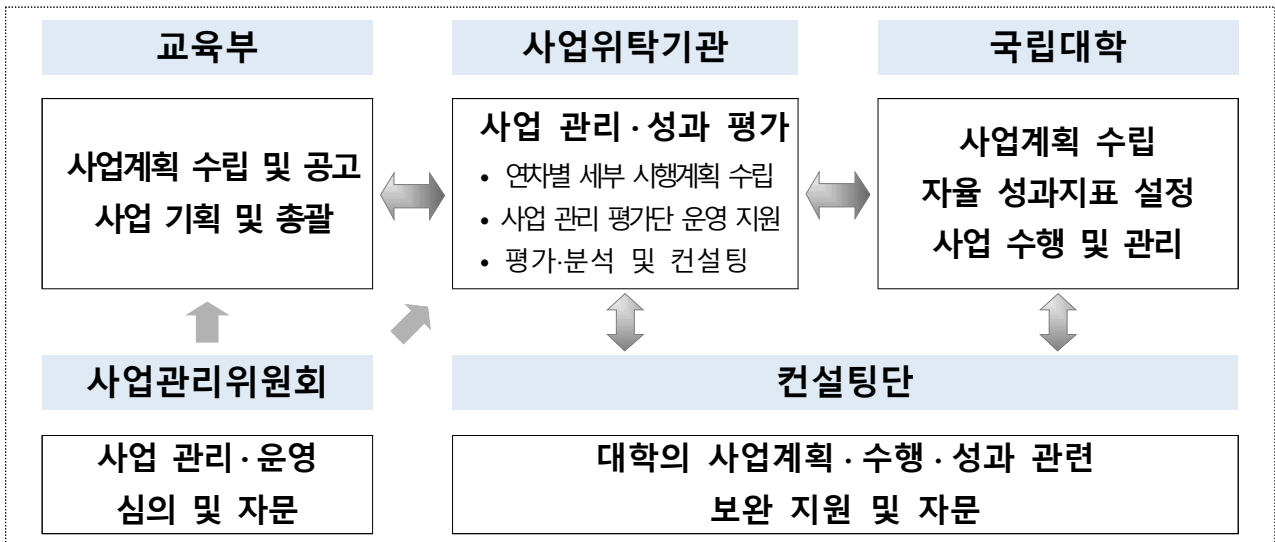 교육부
사업위탁기관
국립대학
사업계획 수립 및 공고
사업 기획 및 총괄
사업 관리·성과 평가
• 연차별 세부 시행계획 수립
• 사업 관리 평가단 운영 지원
• 평가·분석 및 컨설팅
사업계획 수립
자율 성과지표 설정
사업 수행 및 관리
사업관리위원회
컨설팅단
사업 관리·운영
심의 및 자문
대학의 사업계획·수행·성과 관련
보완 지원 및 자문